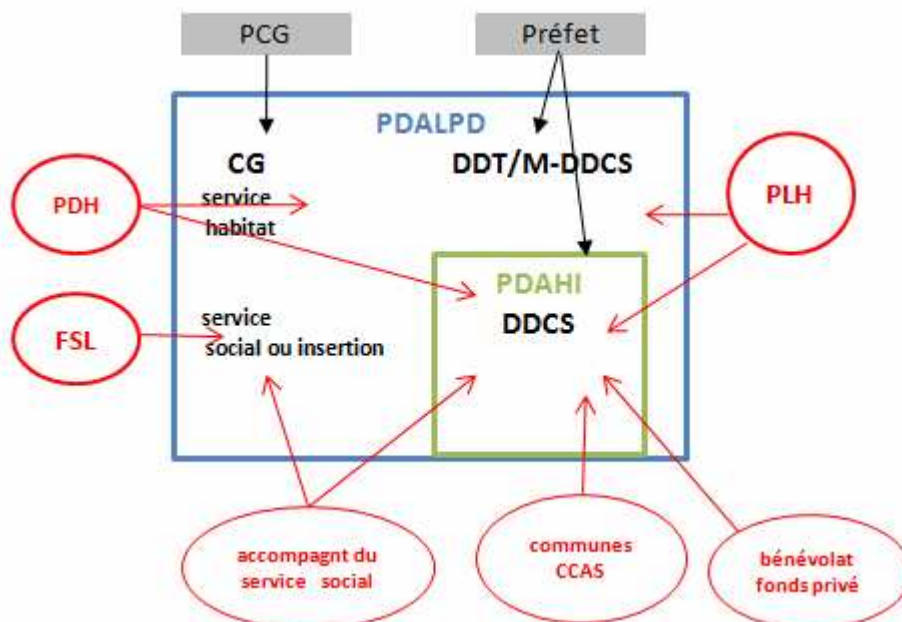 PCG
Préfet
PDALPD
CG
DDT/M-DDCS
service
habitat
PDH
PLH
PDAHI
DDCS
FSL
service
social ou insertion
accompagnt du
service social
communes
CCAS
bénévolat
fonds privé